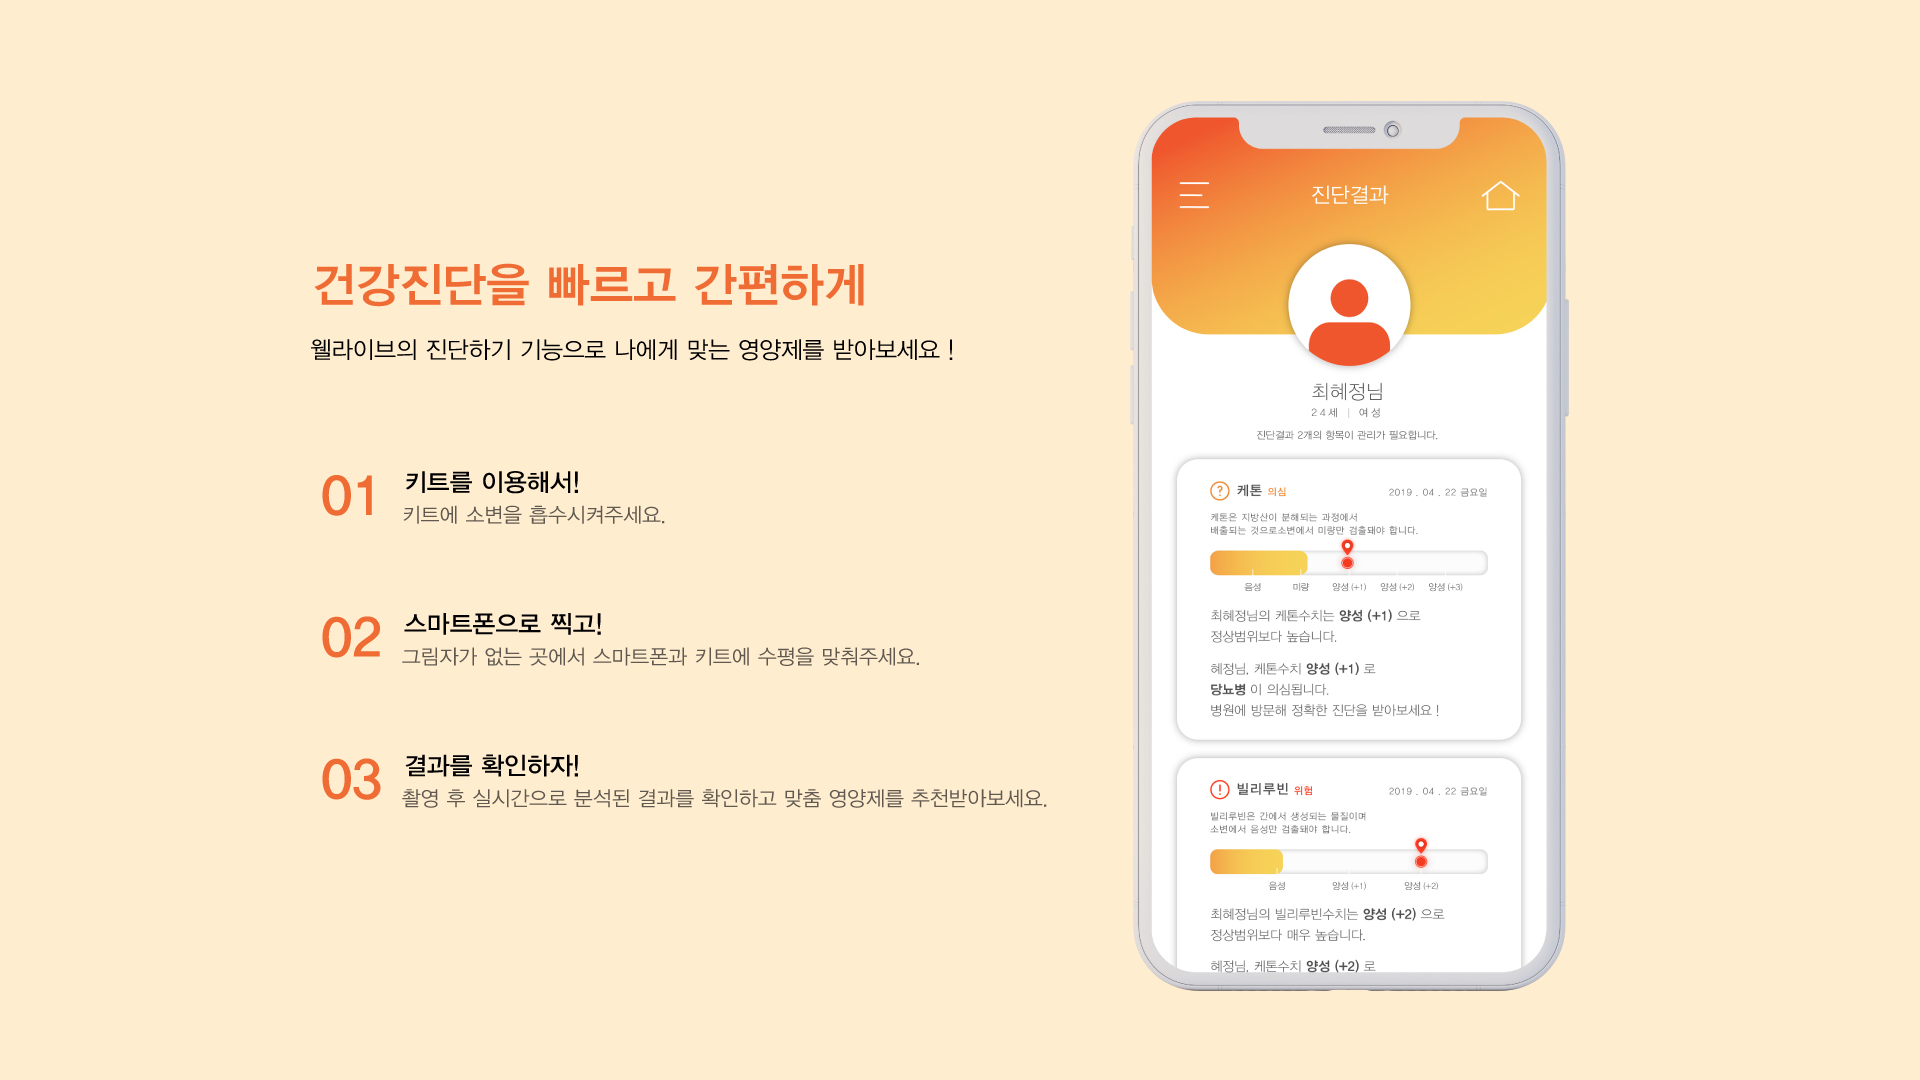 건강진단을 빠르고 간편하게
웰라이브의 진단하기 기능으로 나에게 맞는 영양제를 받아보세요 !
01
키트를 이용해서!
키트에 소변을 흡수시켜주세요.
02
스마트폰으로 찍고!
그림자가 없는 곳에서 스마트폰과 키트에 수평을 맞춰주세요.
03
결과를 확인하자!
촬영 후 실시간으로 분석된 결과를 확인하고 맞춤 영양제를 추천받아보세요.
진단결과
최혜정님
24세 | 여성
진단결과 2개의 항목이 관리가 필요합니다.
? 케톤 의심 2019 . 04 . 22 금요일
케톤은 지방산이 분해되는 과정에서
배출되는 것으로소변에서 미량만 검출돼야 합니다.
음성 미량 양성 (+1) 양성 (+2) 양성 (+3)
최혜정님의 케톤수치는 양성 (+1) 으로
정상범위보다 높습니다.
혜정님, 케톤수치 양성 (+1) 로
당뇨병 이 의심됩니다.
병원에 방문해 정확한 진단을 받아보세요 !
! 빌리루빈 위험 2019 . 04 . 22 금요일
빌리루빈은 간에서 생성되는 물질이며
소변에서 음성만 검출돼야 합니다.
음성 양성 (+1) 양성 (+2)
최혜정님의 빌리루빈수치는 양성 (+2) 으로
정상범위보다 매우 높습니다.
혜정님, 케톤수치 양성 (+2) 로